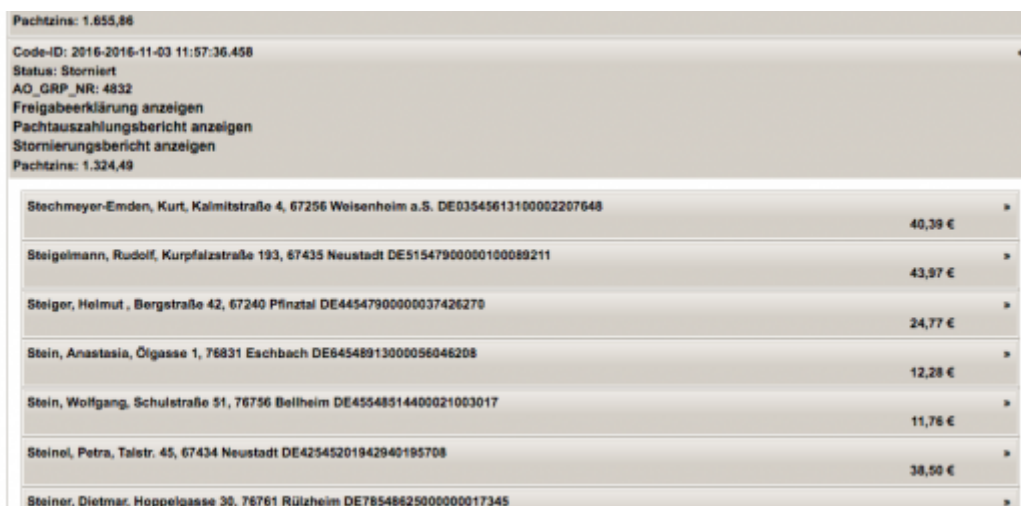 Pachtzins: 1.655,86
Code-ID: 2016-2016-11-03 11:57:36.458
Status: Storniert
AO_GRP_NR: 4832
Freigabeerklärung anzeigen
Pachtauszahlungsbericht anzeigen
Stornierungsbericht anzeigen
Pachtzins: 1.324,49
Stechmeyer-Emden, Kurt, Kalmitstraße 4, 67256 Weisenheim a.S. DE03545613100002207648 »
40,39 €
Steigelmann, Rudolf, Kurpfalzstraße 193, 67435 Neustadt DE51547900000100089211 »
43,97 €
Steiger, Helmut , Bergstraße 42, 67240 Pfinztal DE44547900000037426270 »
24,77 €
Stein, Anastasia, Ölgasse 1, 76831 Eschbach DE64548913000056046208 »
12,28 €
Stein, Wolfgang, Schulstraße 51, 76756 Bellheim DE45548514400021003017 »
11,76 €
Steinel, Petra, Talstr. 45, 67434 Neustadt DE42545201942940195708 »
38,50 €
Steiner, Dietmar, Hoppelgasse 30, 76761 Rülzheim DE78548625000000017345 »